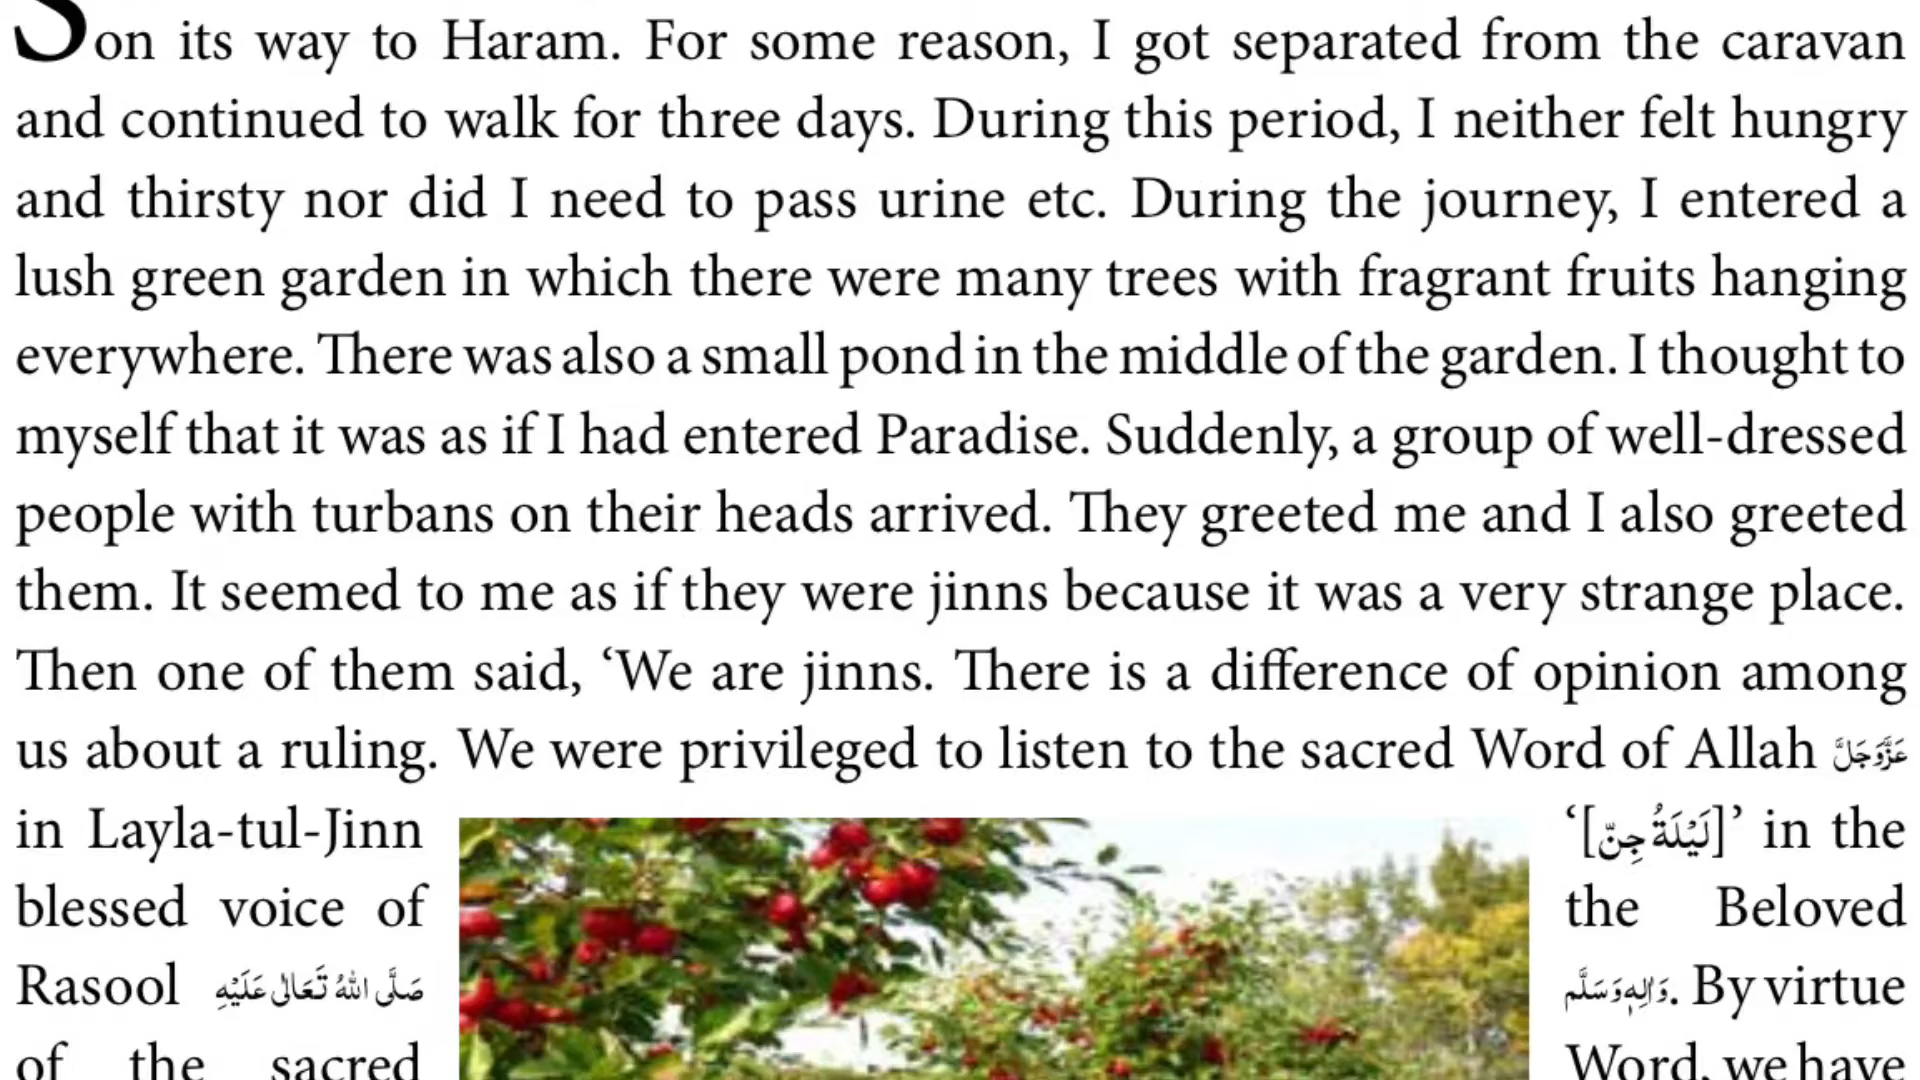 S on its way to Haram. For some reason, I got separated from the caravan
and continued to walk for three days. During this period, I neither felt hungry
and thirsty nor did I need to pass urine etc. During the journey, I entered a
lush green garden in which there were many trees with fragrant fruits hanging
everywhere. There was also a small pond in the middle of the garden. I thought to
myself that it was as if I had entered Paradise. Suddenly, a group of well-dressed
people with turbans on their heads arrived. They greeted me and I also greeted
them. It seemed to me as if they were jinns because it was a very strange place.
Then one of them said, ‘We are jinns. There is a difference of opinion among
us about a ruling. We were privileged to listen to the sacred Word of Allah عَزَّوَجَلَّ
in Layla-tul-Jinn ‘[لَیْلَةُ جِنّ]’ in the
blessed voice of the Beloved
Rasool صَلَّی اللہُ تَعَالٰی عَلَیْہِ وَاٰلِہٖ وَسَلَّم. By virtue
of the sacred Word, we have